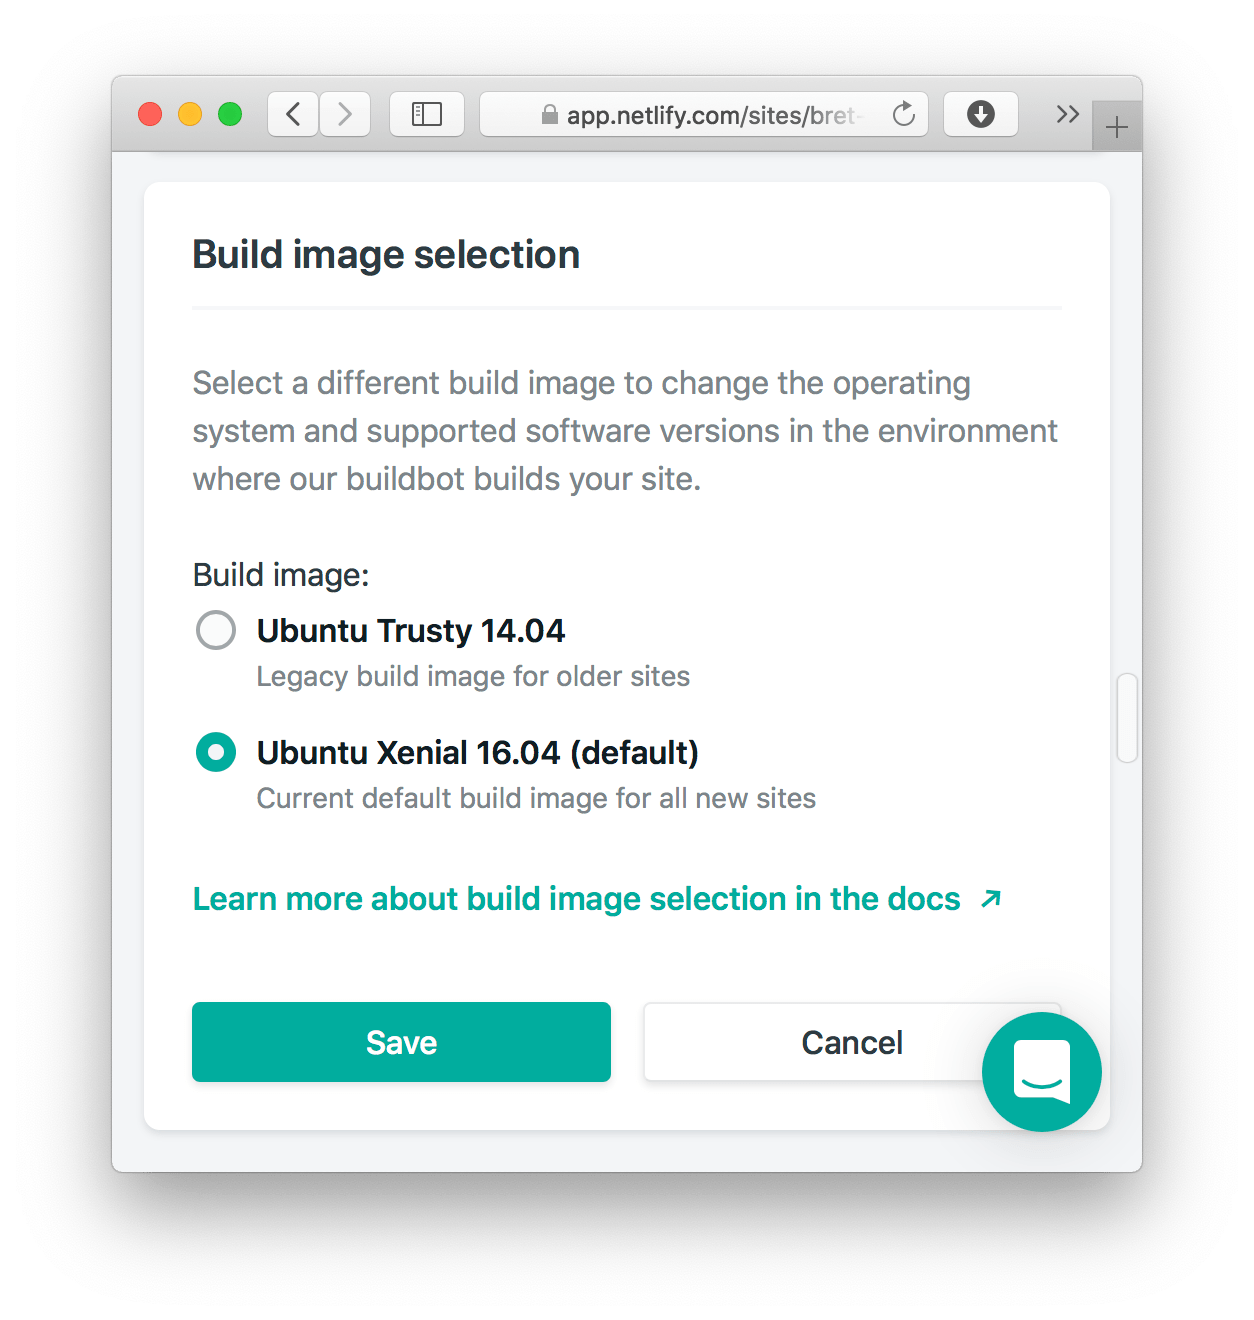 app.netlify.com/sites/bret-
Build image selection
Select a different build image to change the operating
system and supported software versions in the environment
where our buildbot builds your site.
Build image:
Ubuntu Trusty 14.04
Legacy build image for older sites
Ubuntu Xenial 16.04 (default)
Current default build image for all new sites
Learn more about build image selection in the docs
Save
Cancel